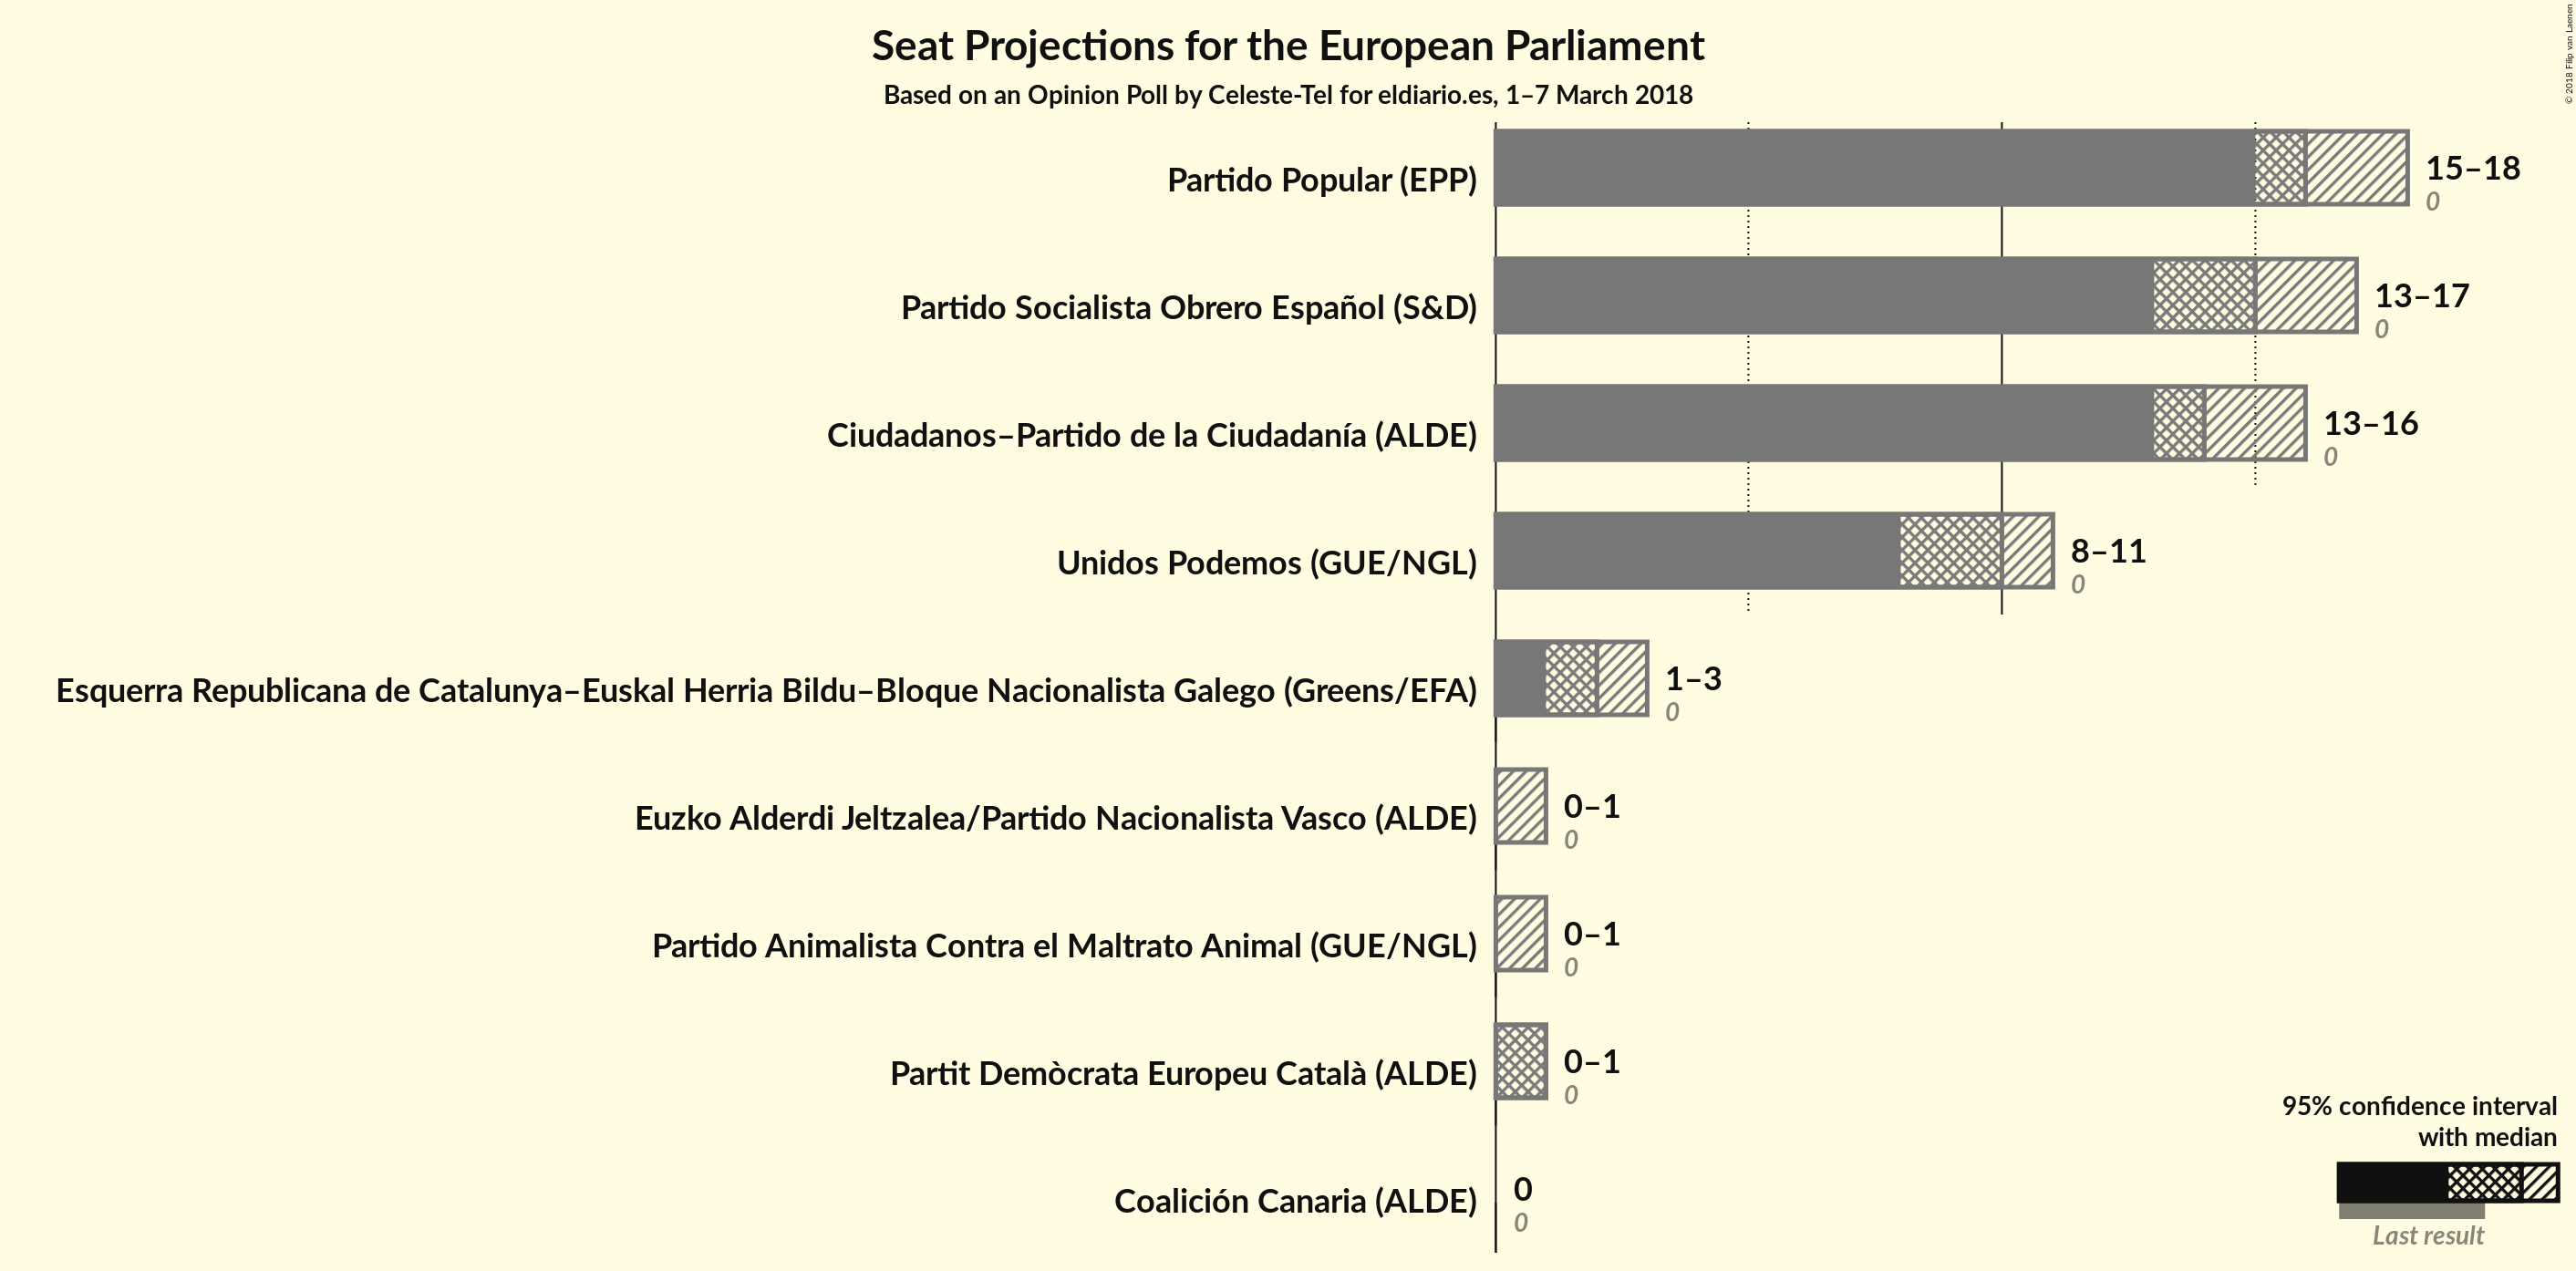 Seat Projections for the European Parliament
Based on an Opinion Poll by Celeste-Tel for eldiario.es, 1–7 March 2018
© 2018 Filip van Laenen
Partido Popular (EPP)
15–18
0
Partido Socialista Obrero Español (S&D)
13–17
0
Ciudadanos–Partido de la Ciudadanía (ALDE)
13–16
0
Unidos Podemos (GUE/NGL)
8–11
0
Esquerra Republicana de Catalunya–Euskal Herria Bildu–Bloque Nacionalista Galego (Greens/EFA)
1–3
0
Euzko Alderdi Jeltzalea/Partido Nacionalista Vasco (ALDE)
0–1
0
Partido Animalista Contra el Maltrato Animal (GUE/NGL)
0–1
0
Partit Demòcrata Europeu Català (ALDE)
0–1
0
Coalición Canaria (ALDE)
0
0
95% confidence interval
with median
Last result